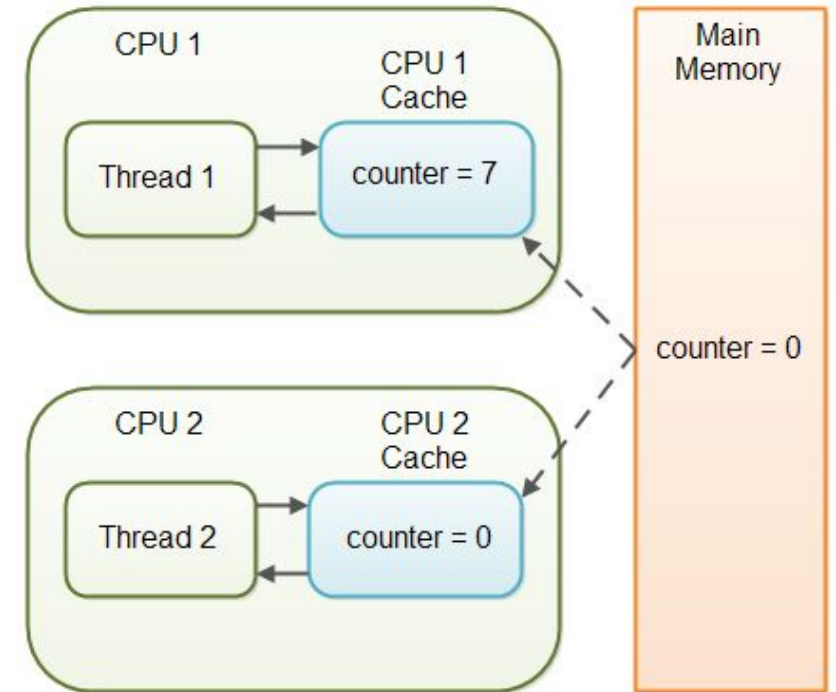 CPU 1
CPU 1
Cache
Thread 1
counter = 7
CPU 2
CPU 2
Cache
Thread 2
counter = 0
Main
Memory
counter = 0